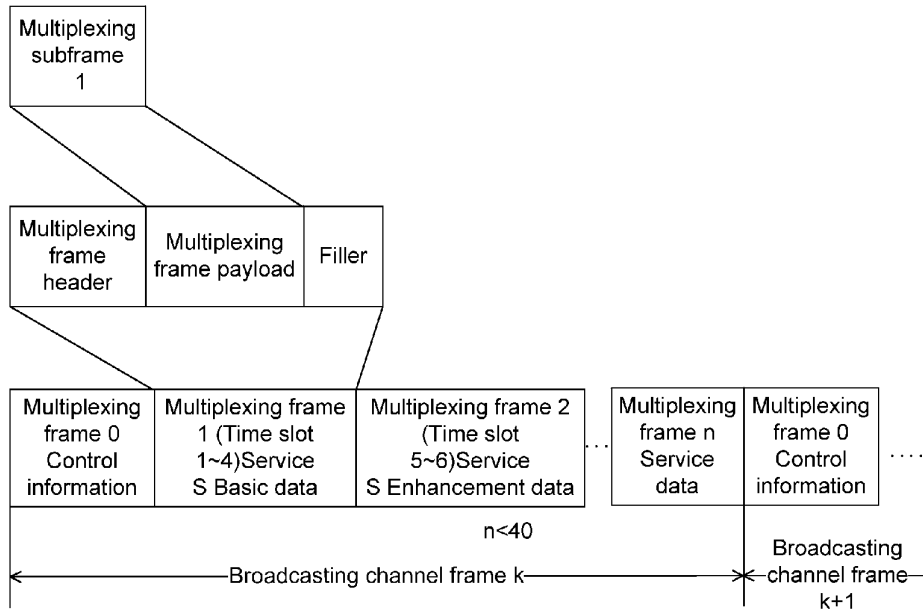 Multiplexing
subframe
1
Multiplexing
frame
header
Multiplexing
frame payload
Filler
Multiplexing
frame 0
Control
information
Multiplexing frame
1 (Time slot
1~4)Service
S Basic data
Multiplexing frame 2
(Time slot
5~6)Service
S Enhancement data
...
Multiplexing
frame n
Service
data
Multiplexing
frame 0
Control
information
....
n<40
Broadcasting channel frame k
Broadcasting
channel frame
k+1